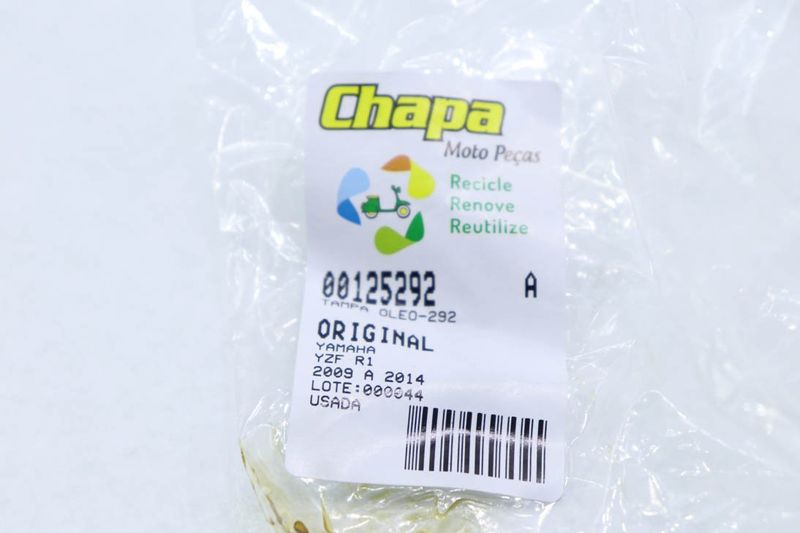 Chapa
Moto Peças
Recicle
Renove
Reutilize
00125292 A
TAMPA OLEO-292
ORIGINAL
YAMAHA
YZF R1
2009 A 2014
LOTE:000044
USADA